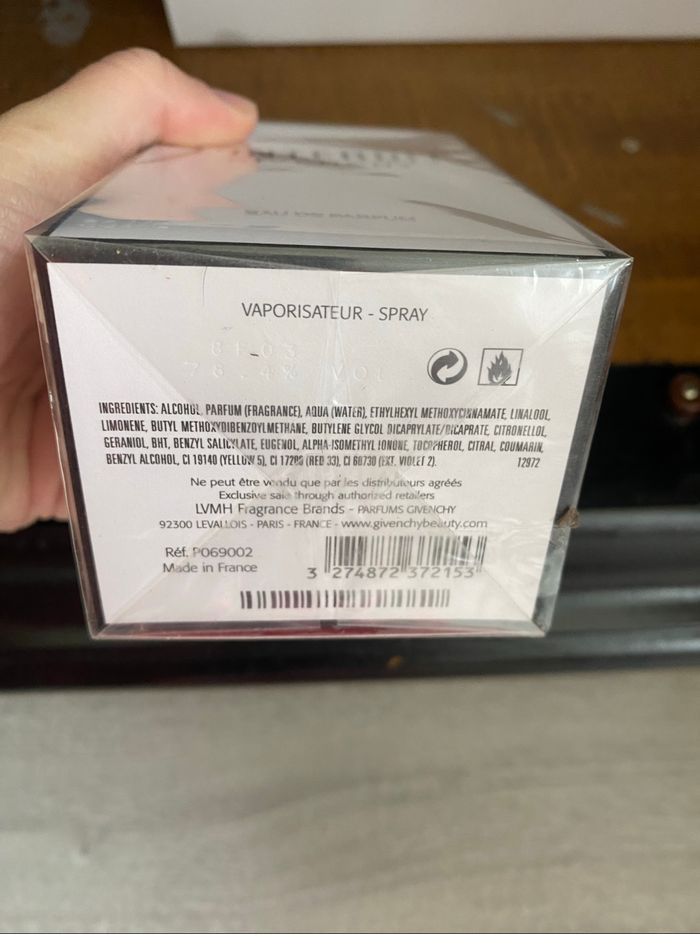 EAU DE PARFUM
VAPORISATEUR - SPRAY
8F03
78.4% VOL
INGREDIENTS: ALCOHOL, PARFUM (FRAGRANCE), AQUA (WATER), ETHYLHEXYL METHOXYCINNAMATE, LINALOOL,
LIMONENE, BUTYL METHOXYDIBENZOYLMETHANE, BUTYLENE GLYCOL DICAPRYLATE/DICAPRATE, CITRONELLOL,
GERANIOL, BHT, BENZYL SALICYLATE, EUGENOL, ALPHA-ISOMETHYL IONONE, TOCOPHEROL, CITRAL, COUMARIN,
BENZYL ALCOHOL, CI 19140 (YELLOW 5), CI 17200 (RED 33), CI 60730 (EXT. VIOLET 2). 12972
Ne peut être vendu que par les distributeurs agréés
Exclusive sale through authorized retailers
LVMH Fragrance Brands - PARFUMS GIVENCHY
92300 LEVALLOIS - PARIS - FRANCE - www.givenchybeauty.com
Réf. P069002
Made in France
3 274872 372153